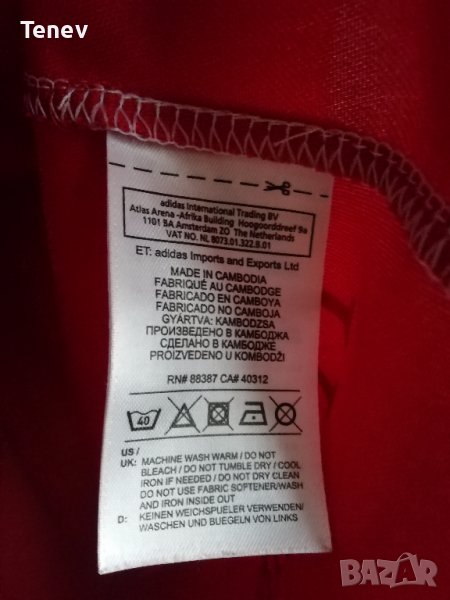 Tenev
adidas International Trading BV
Atlas Arena -Afrika Building Hoogoorddreef 9a
1101 BA Amsterdam ZO The Netherlands
VAT NO. NL 8073.01.322.B.01
ET: adidas Imports and Exports Ltd
MADE IN CAMBODIA
FABRIQUÉ AU CAMBODGE
FABRICADO EN CAMBOYA
FABRICADO NO CAMBOJA
GYÁRTVA: KAMBODZSA
ПРОИЗВЕДЕНО В КАМБОДЖА
СДЕЛАНО В КАМБОДЖЕ
PROIZVEDENO U KOMBODŽI
RN# 88387 CA# 40312
40
US /
UK: MACHINE WASH WARM / DO NOT
BLEACH / DO NOT TUMBLE DRY / COOL
IRON IF NEEDED / DO NOT DRY CLEAN
DO NOT USE FABRIC SOFTENER/WASH
AND IRON INSIDE OUT
D: KEINEN WEICHSPUELER VERWENDEN/
WASCHEN UND BUEGELN VON LINKS
BAZAR